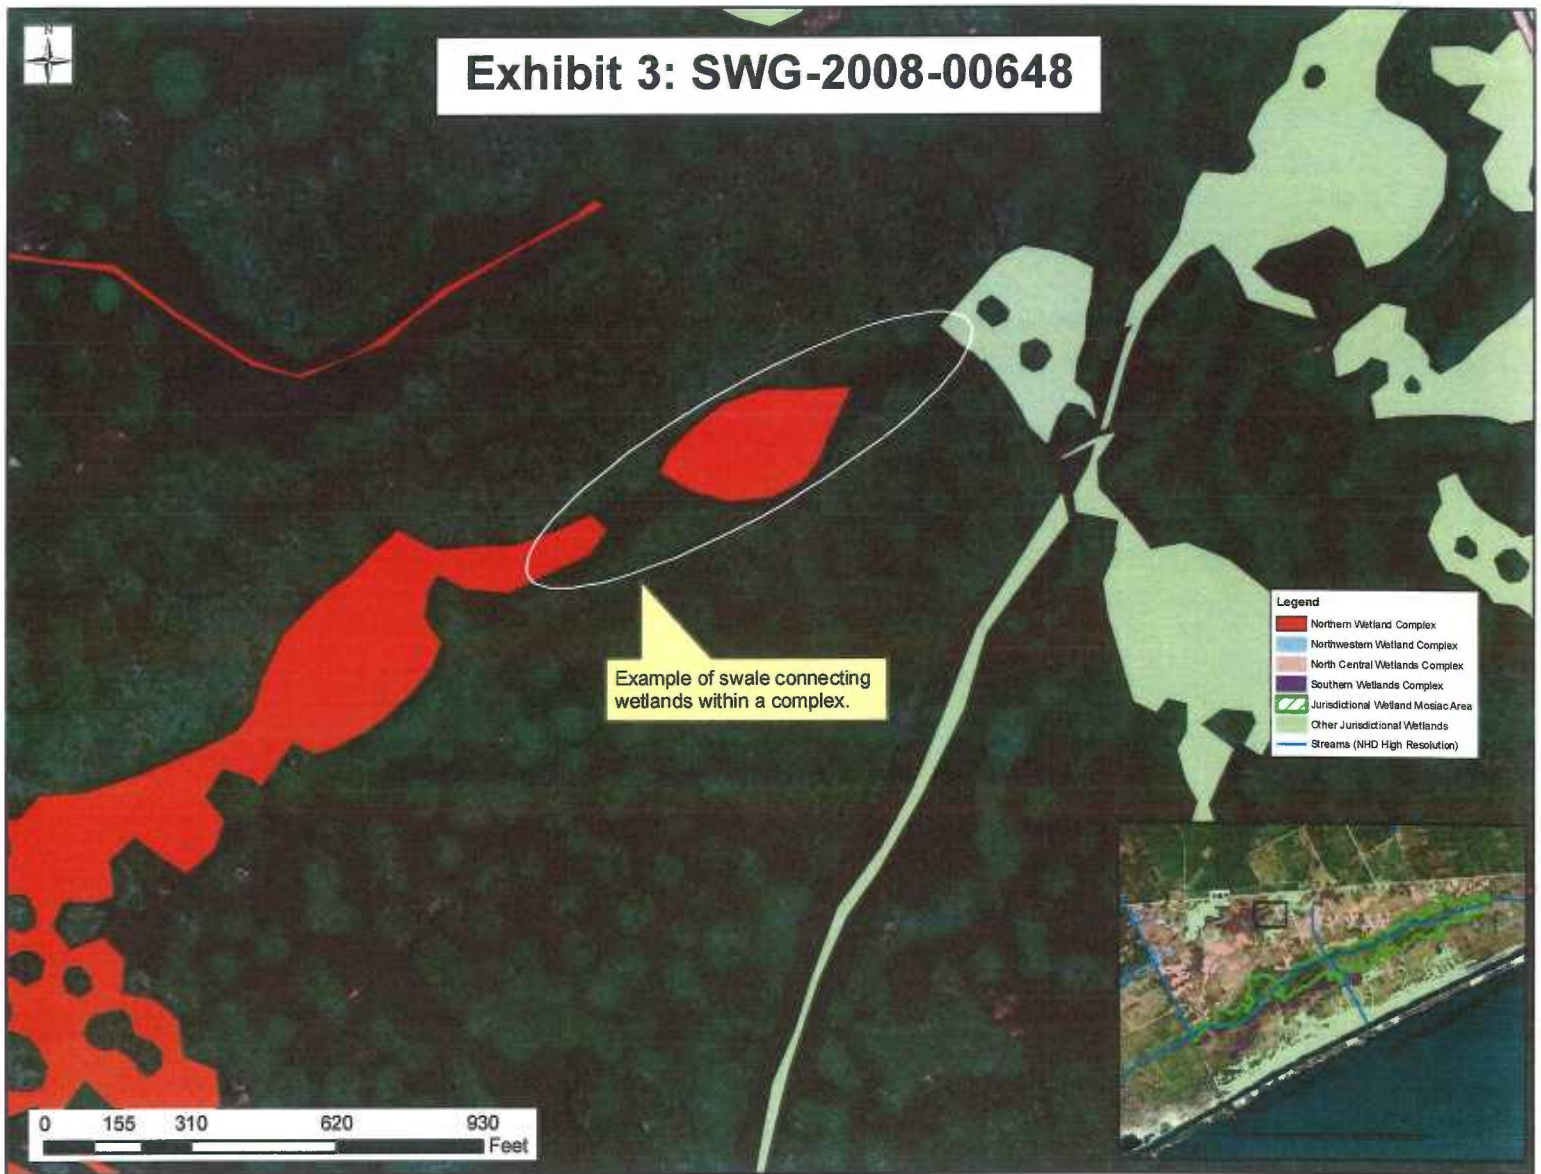 N
Exhibit 3: SWG-2008-00648
Example of swale connecting
wetlands within a complex.
Legend
Northern Wetland Complex
Northwestern Wetland Complex
North Central Wetlands Complex
Southern Wetlands Complex
Jurisdictional Wetland Mosiac Area
Other Jurisdictional Wetlands
Streams (NHD High Resolution)
0 155 310 620 930
Feet